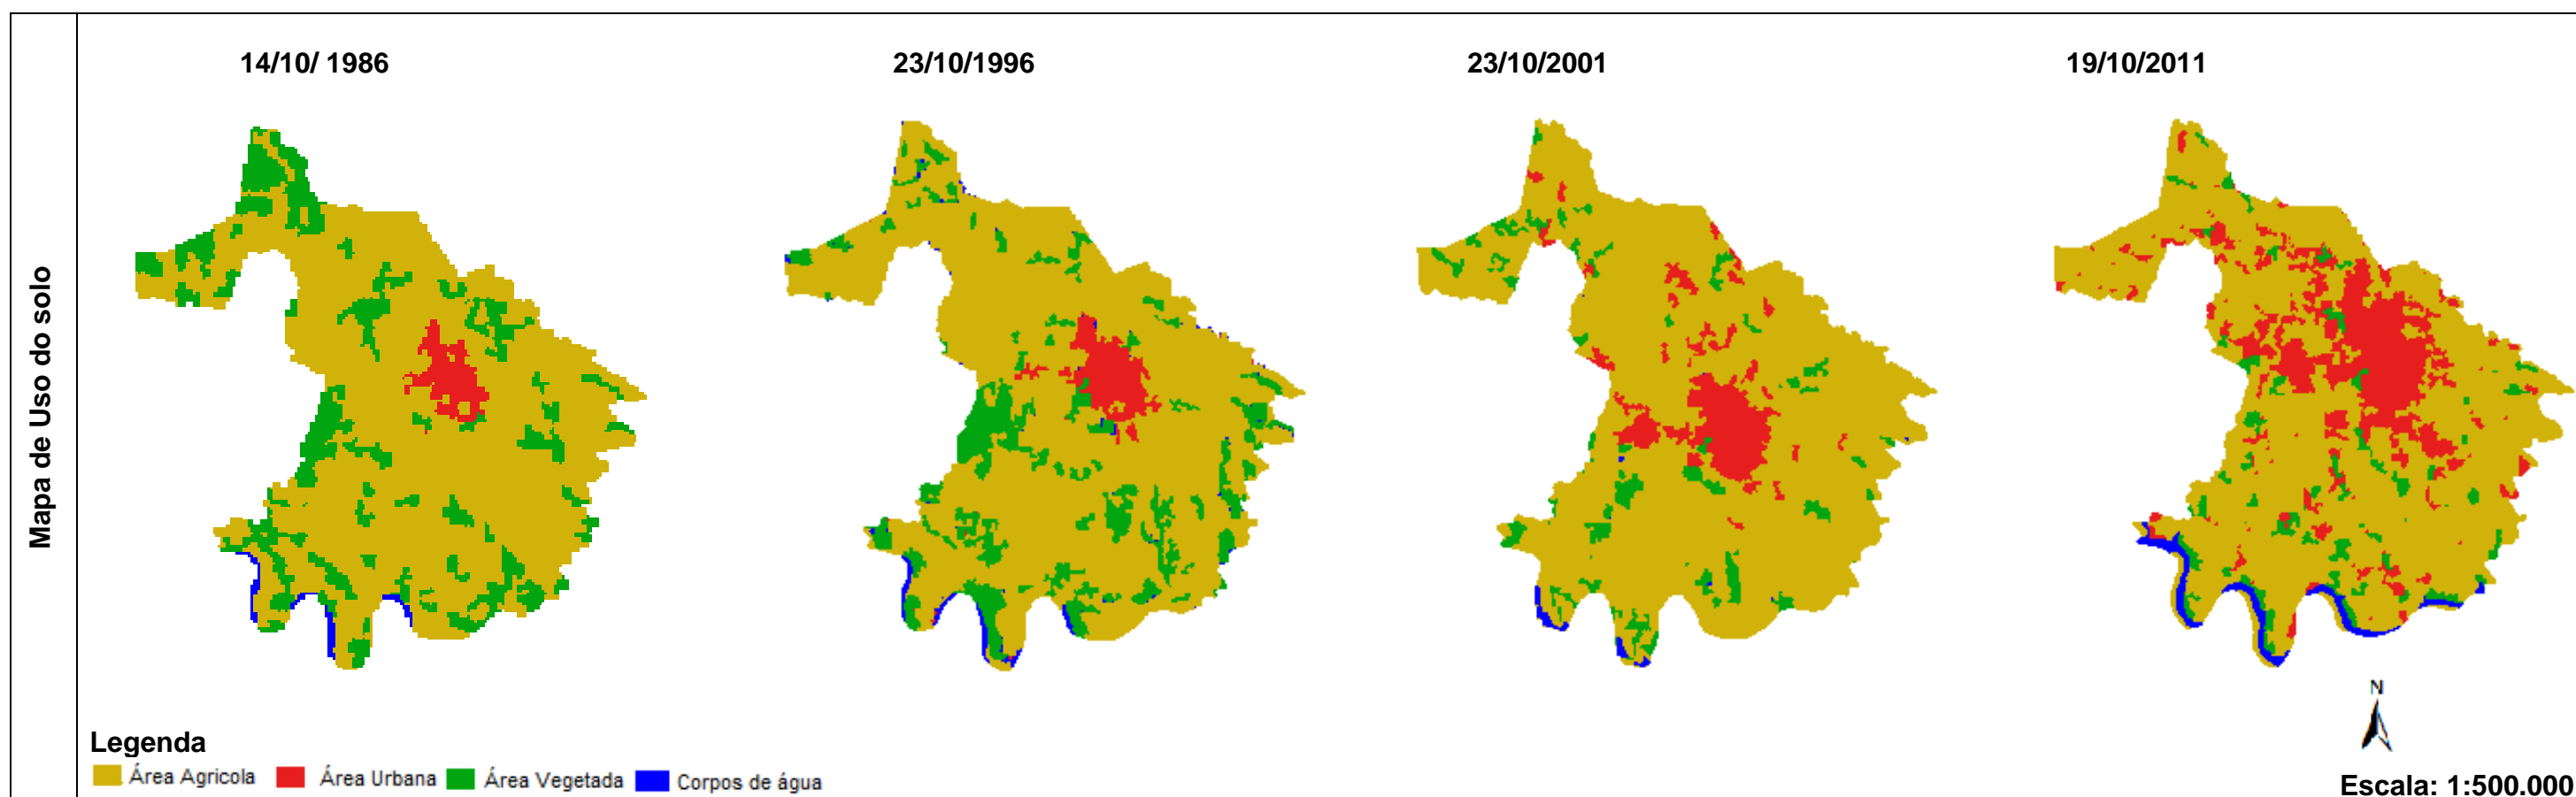 Mapa de Uso do solo
14/10/ 1986
23/10/1996
23/10/2001
19/10/2011
N
Legenda
Área Agricola
Área Urbana
Área Vegetada
Corpos de água
Escala: 1:500.000